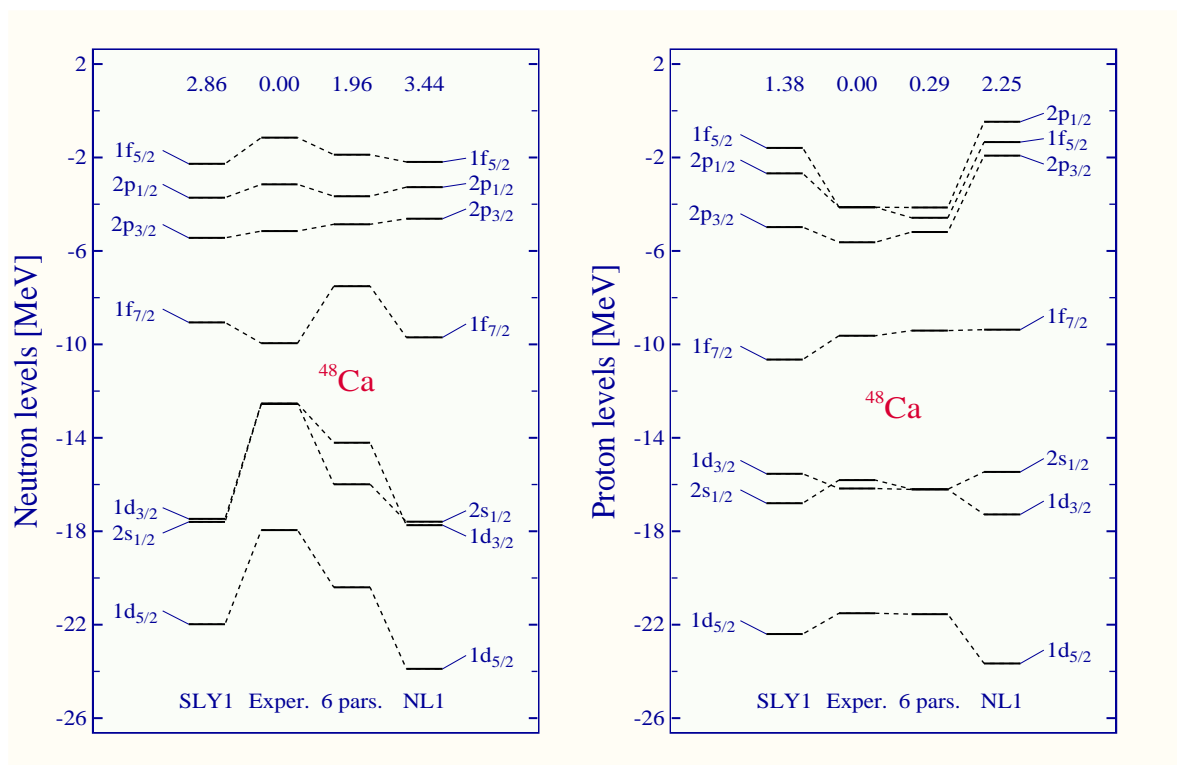 Neutron levels [MeV]
2
-2
-6
-10
-14
-18
-22
-26
2.86 0.00 1.96 3.44
1f5/2
2p1/2
2p3/2
1f7/2
1d3/2
2s1/2
1d5/2
48Ca
1f5/2
2p1/2
2p3/2
1f7/2
2s1/2
1d3/2
1d5/2
SLY1 Exper. 6 pars. NL1
Proton levels [MeV]
2
-2
-6
-10
-14
-18
-22
-26
1.38 0.00 0.29 2.25
1f5/2
2p1/2
2p3/2
1f7/2
1d3/2
2s1/2
1d5/2
48Ca
2p1/2
1f5/2
2p3/2
1f7/2
2s1/2
1d3/2
1d5/2
SLY1 Exper. 6 pars. NL1